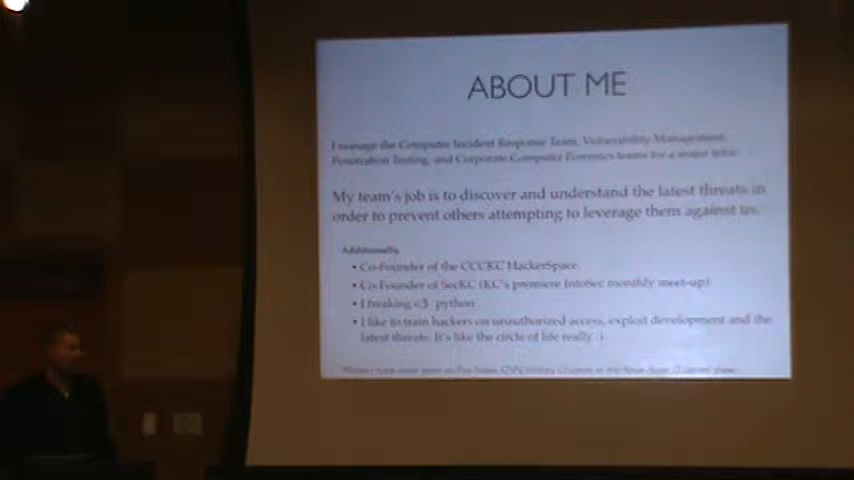 ABOUT ME
I manage the Computer Incident Response Team, Vulnerability Management,
Penetration Testing, and Corporate Computer Forensics teams for a major
My team's job is to discover and understand the latest threats in
order to prevent others attempting to leverage them against us.
Additionally,
• Co-Founder of the CCCKC HackerSpace.
• Co-Founder of SecKC (KC's premiere InfoSec monthly meet-up)
• I freaking <3 python
• I like to train hackers on unauthorized access, exploit development and the
latest threats. It's like the circle of life really :)